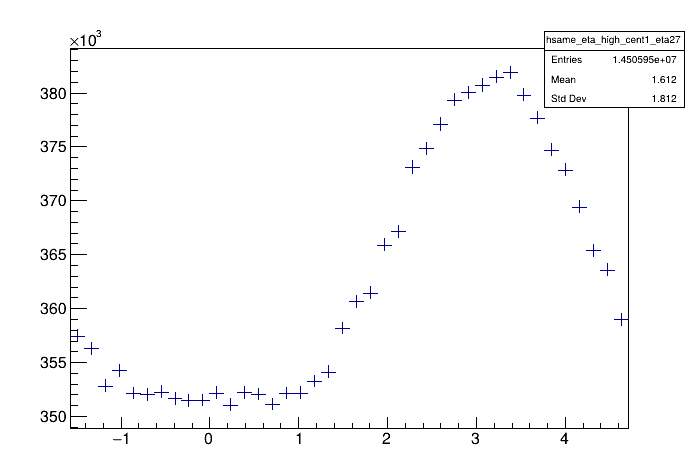 ×10³
hsame_eta_high_cent1_eta27
Entries 1.450595e+07
Mean 1.612
Std Dev 1.812
380
375
370
365
360
355
350
−1 0 1 2 3 4